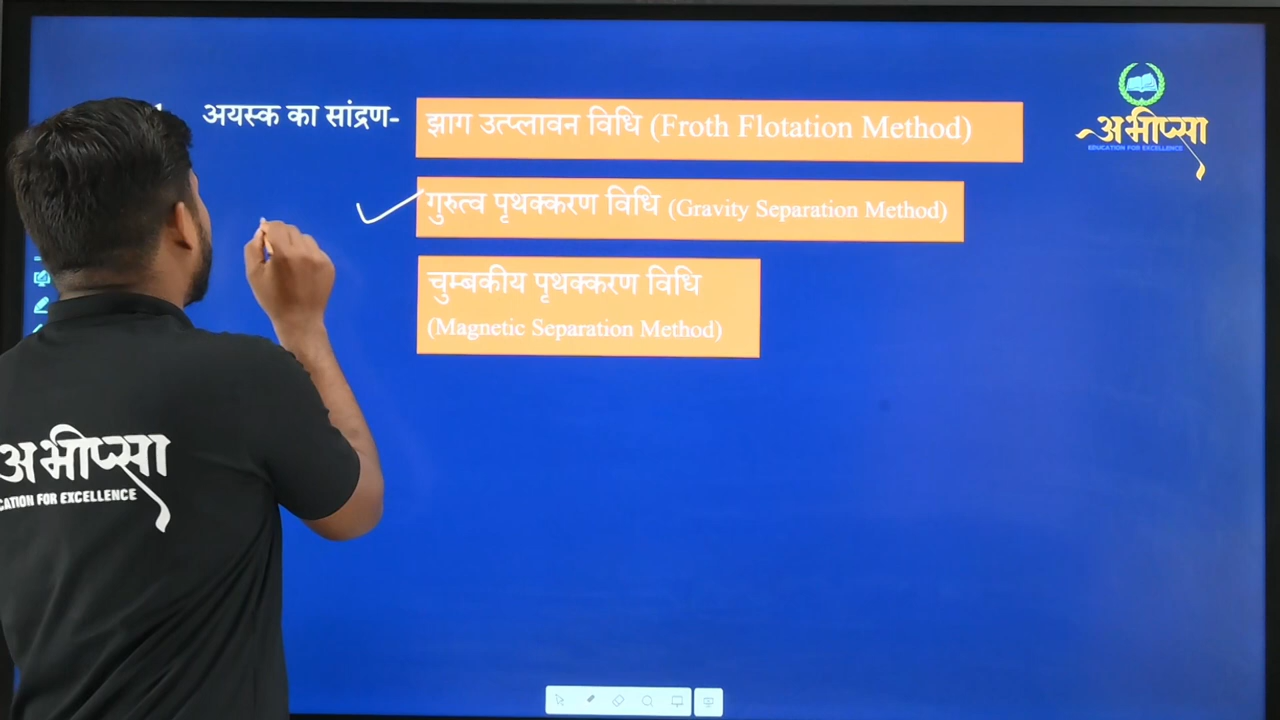 अयस्क का सांद्रण-
झाग उत्प्लावन विधि (Froth Flotation Method)
गुरुत्व पृथक्करण विधि (Gravity Separation Method)
चुम्बकीय पृथक्करण विधि
(Magnetic Separation Method)
अभीप्सा
EDUCATION FOR EXCELLENCE
अभीप्सा
CATION FOR EXCELLENCE